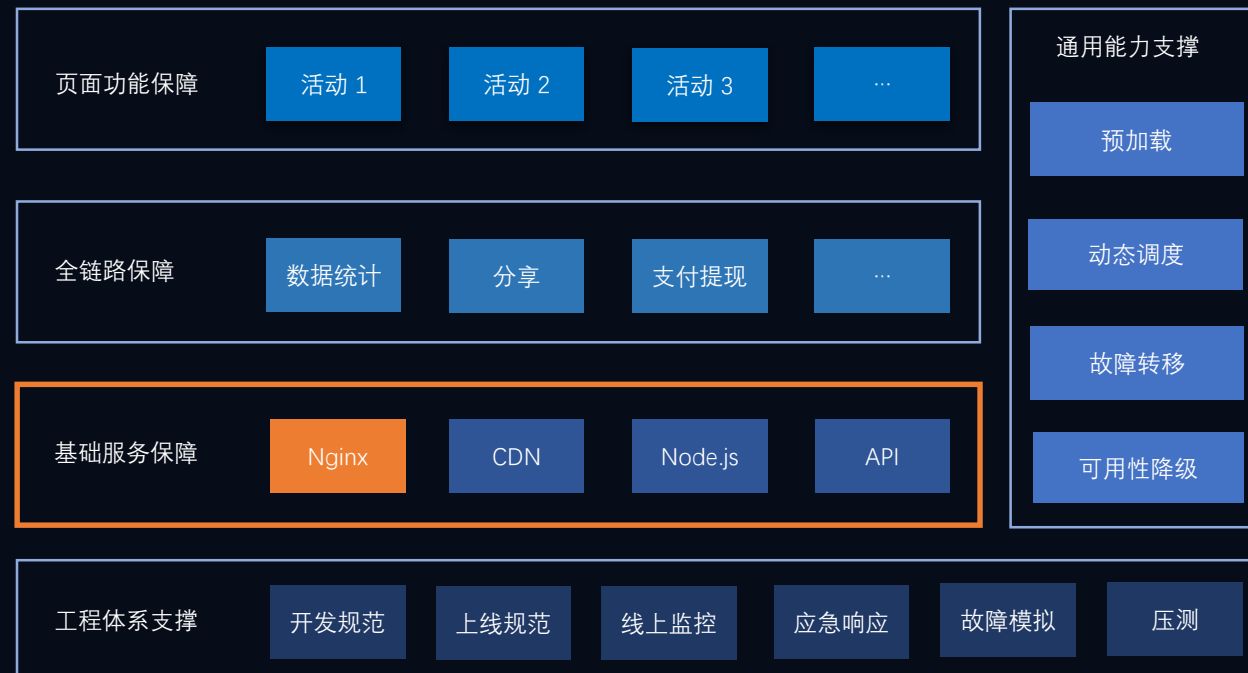 页面功能保障
活动 1
活动 2
活动 3
...
全链路保障
数据统计
分享
支付提现
...
基础服务保障
Nginx
CDN
Node.js
API
通用能力支撑
预加载
动态调度
故障转移
可用性降级
工程体系支撑
开发规范
上线规范
线上监控
应急响应
故障模拟
压测